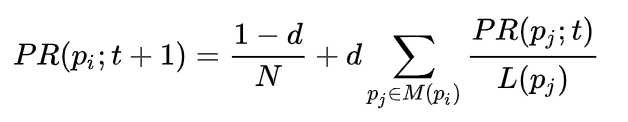 PR(p_i; t + 1) = \frac{1 - d}{N} + d \sum_{p_j \in M(p_i)} \frac{PR(p_j; t)}{L(p_j)}